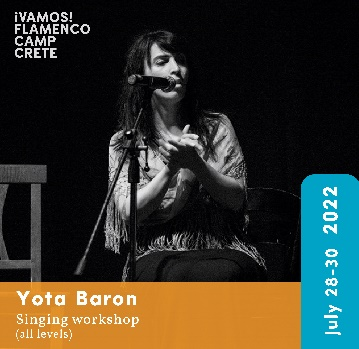 ¡VAMOS!
FLAMENCO
CAMP
CRETE
july 28-30 2022
Yota Baron
Singing workshop
(all levels)